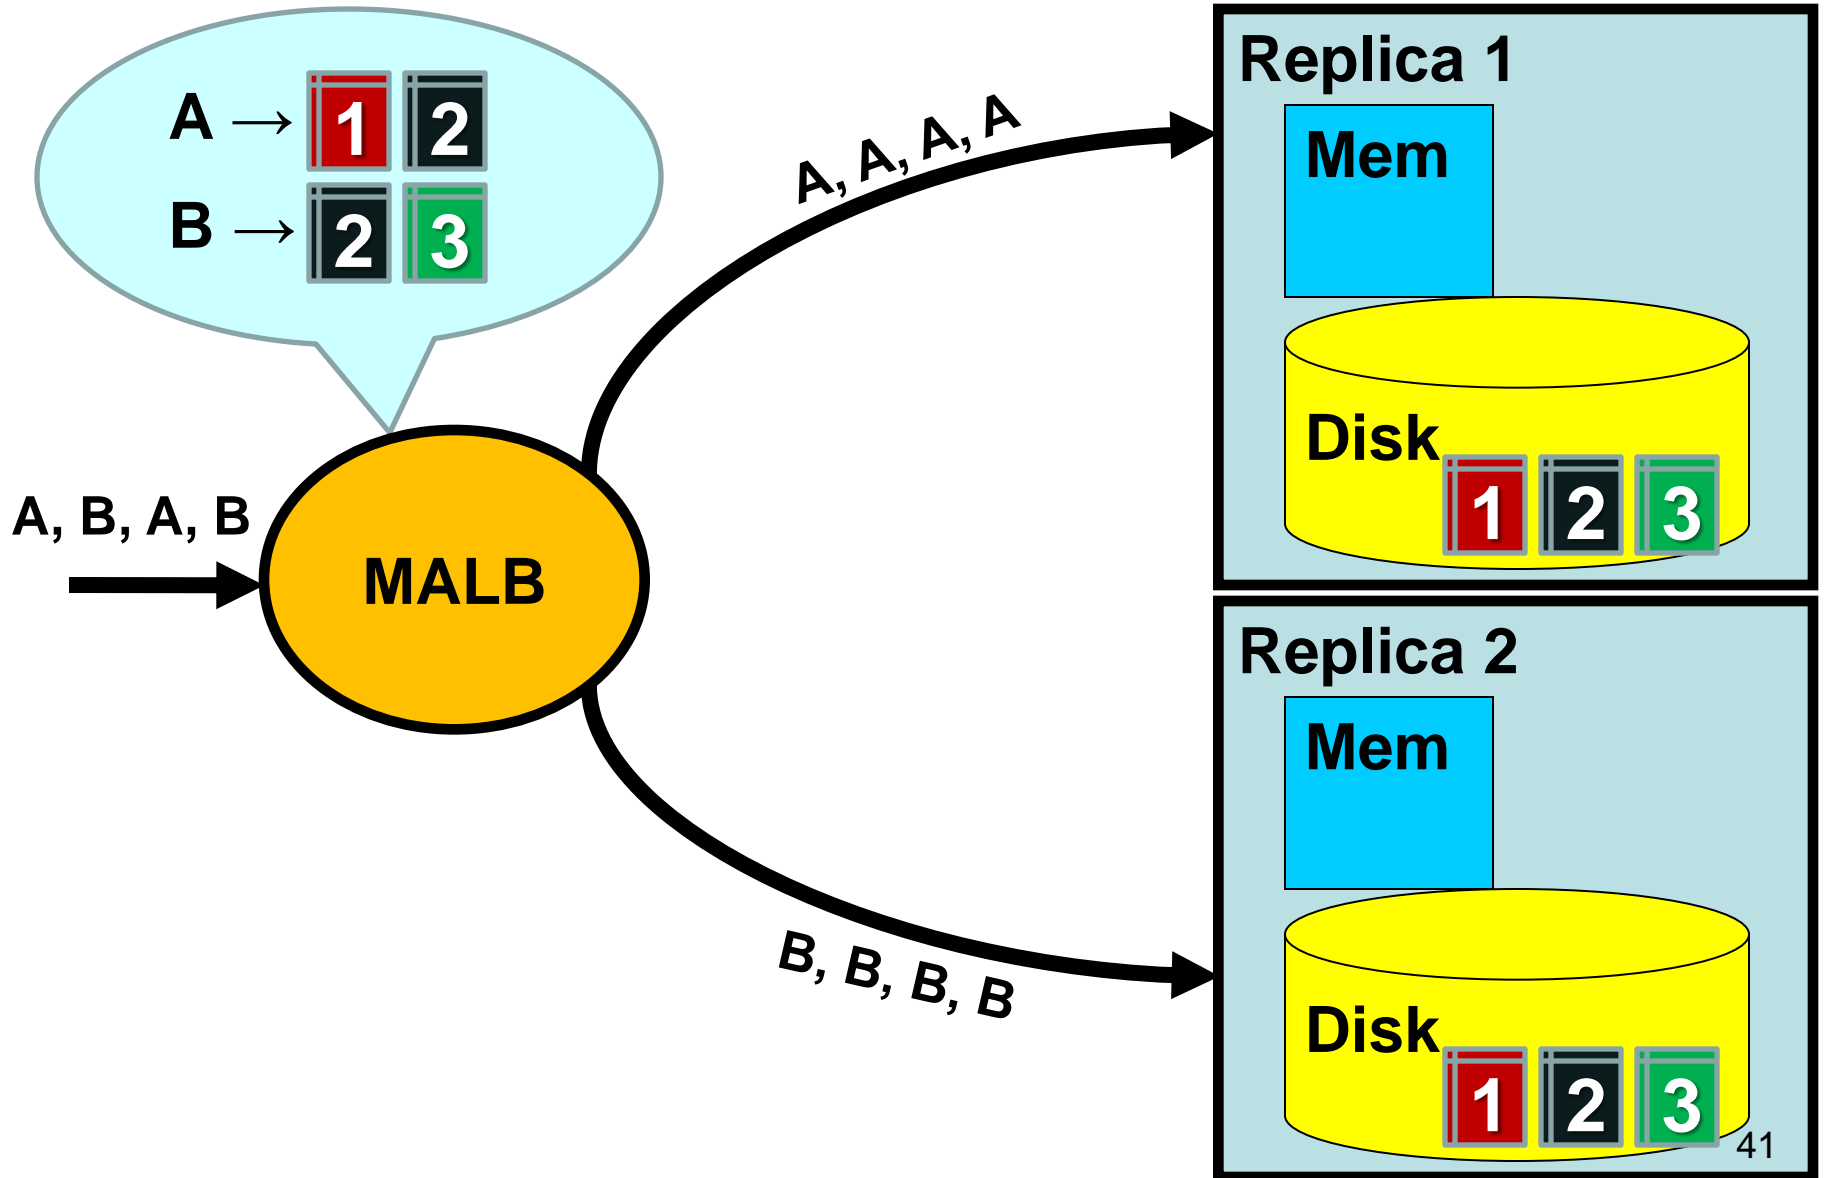 A → 1 2
B → 2 3
A, B, A, B
MALB
A, A, A, A
B, B, B, B
Replica 1
Mem
Disk
1 2 3
Replica 2
Mem
Disk
1 2 3
41